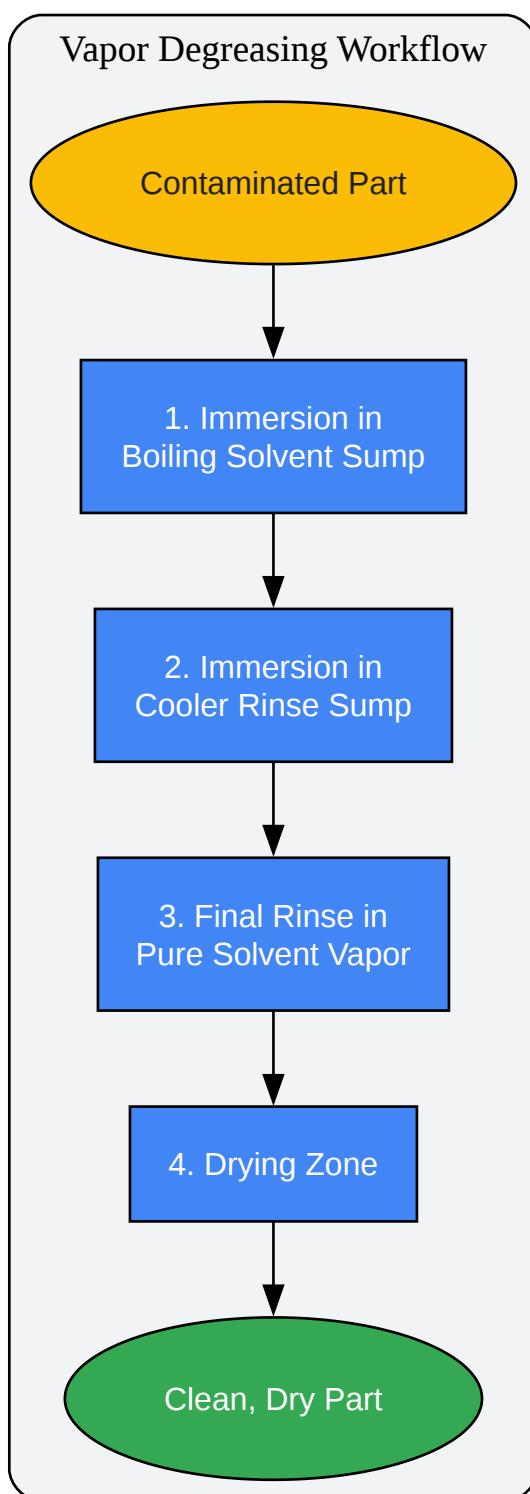 Vapor Degreasing Workflow
Contaminated Part
1. Immersion in
Boiling Solvent Sump
2. Immersion in
Cooler Rinse Sump
3. Final Rinse in
Pure Solvent Vapor
4. Drying Zone
Clean, Dry Part